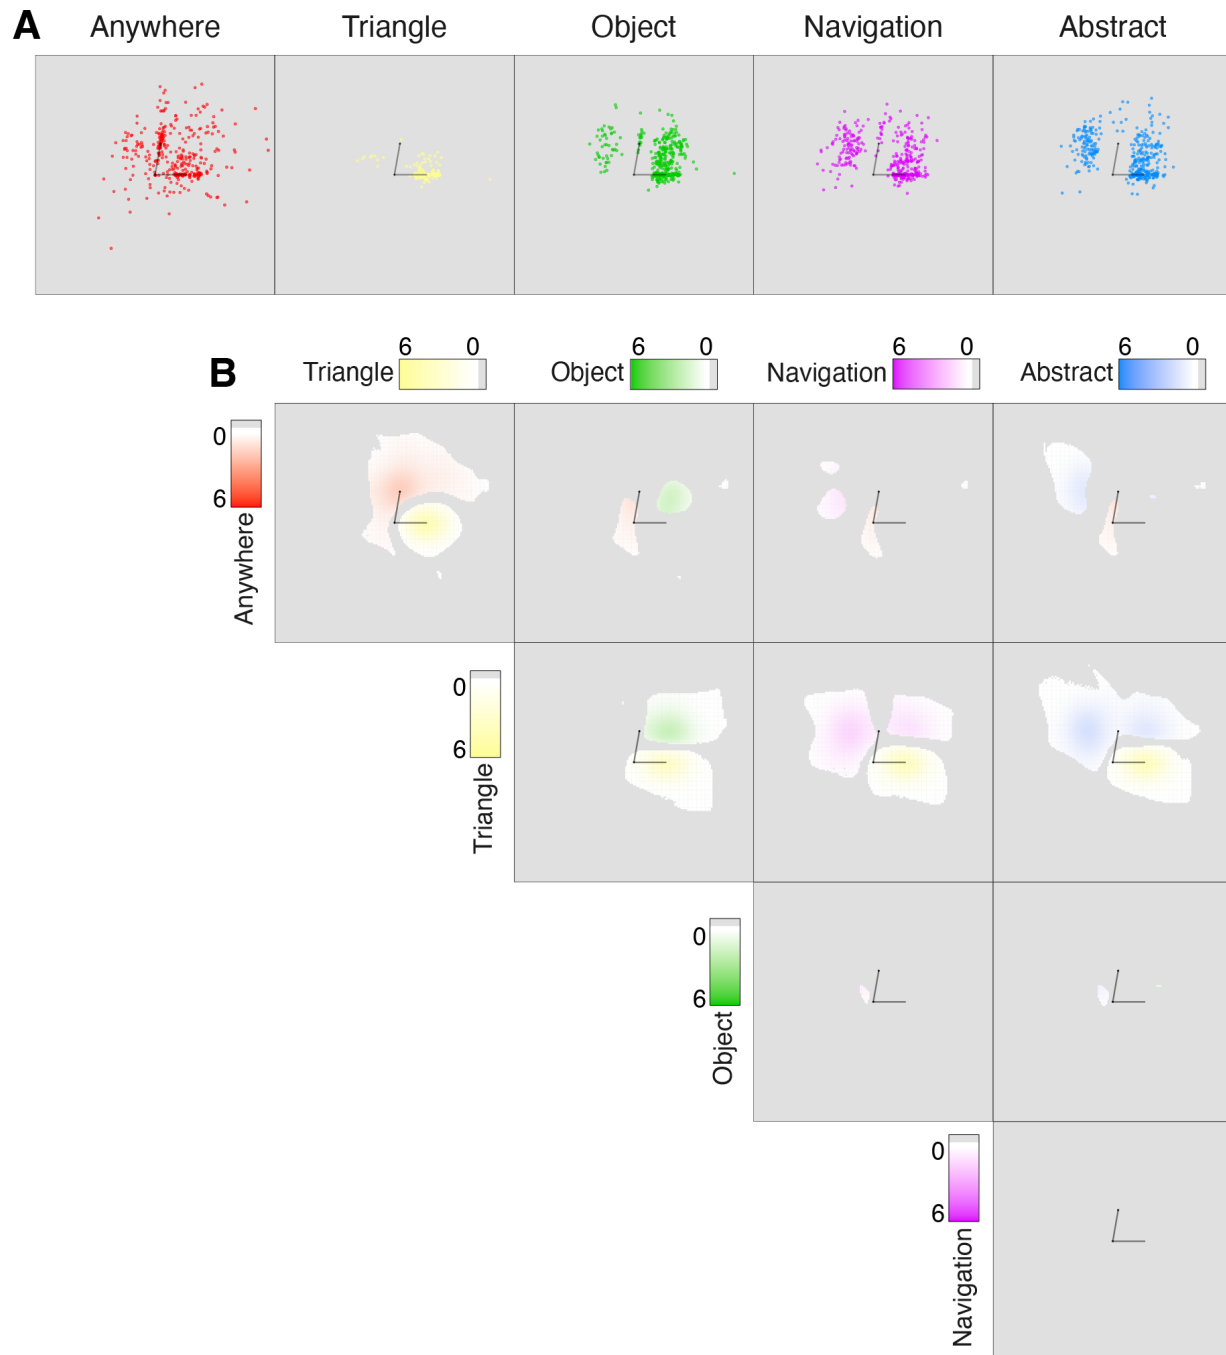 A Anywhere Triangle Object Navigation Abstract
B Triangle 6 0 Object 6 0 Navigation 6 0 Abstract 6 0
0
6
Anywhere
0
6
Triangle
0
6
Object
0
6
Navigation